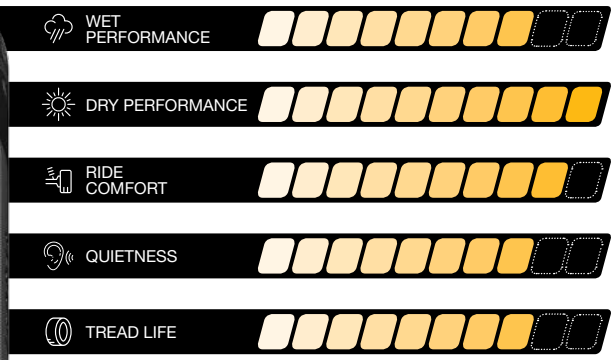 WET
PERFORMANCE
DRY PERFORMANCE
RIDE
COMFORT
QUIETNESS
TREAD LIFE